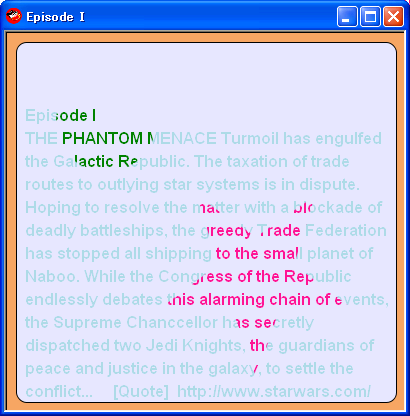 Episode I
Episode I
THE PHANTOM MENACE Turmoil has engulfed
the Galactic Republic. The taxation of trade
routes to outlying star systems is in dispute.
Hoping to resolve the matter with a blockade of
deadly battleships, the greedy Trade Federation
has stopped all shipping to the small planet of
Naboo. While the Congress of the Republic
endlessly debates this alarming chain of events,
the Supreme Chanccellor has secretly
dispatched two Jedi Knights, the guardians of
peace and justice in the galaxy, to settle the
conflict... [Quote] http://www.starwars.com/